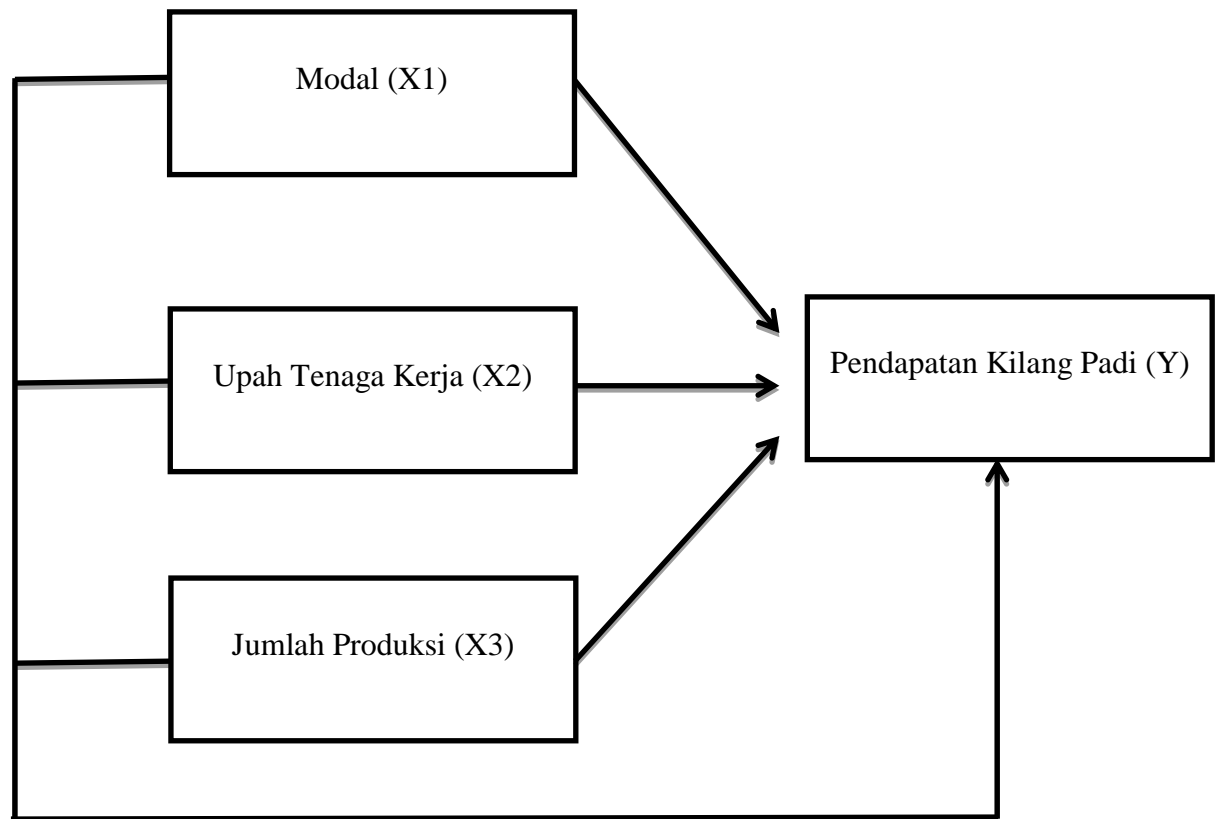 Modal (X1)
Upah Tenaga Kerja (X2)
Pendapatan Kilang Padi (Y)
Jumlah Produksi (X3)